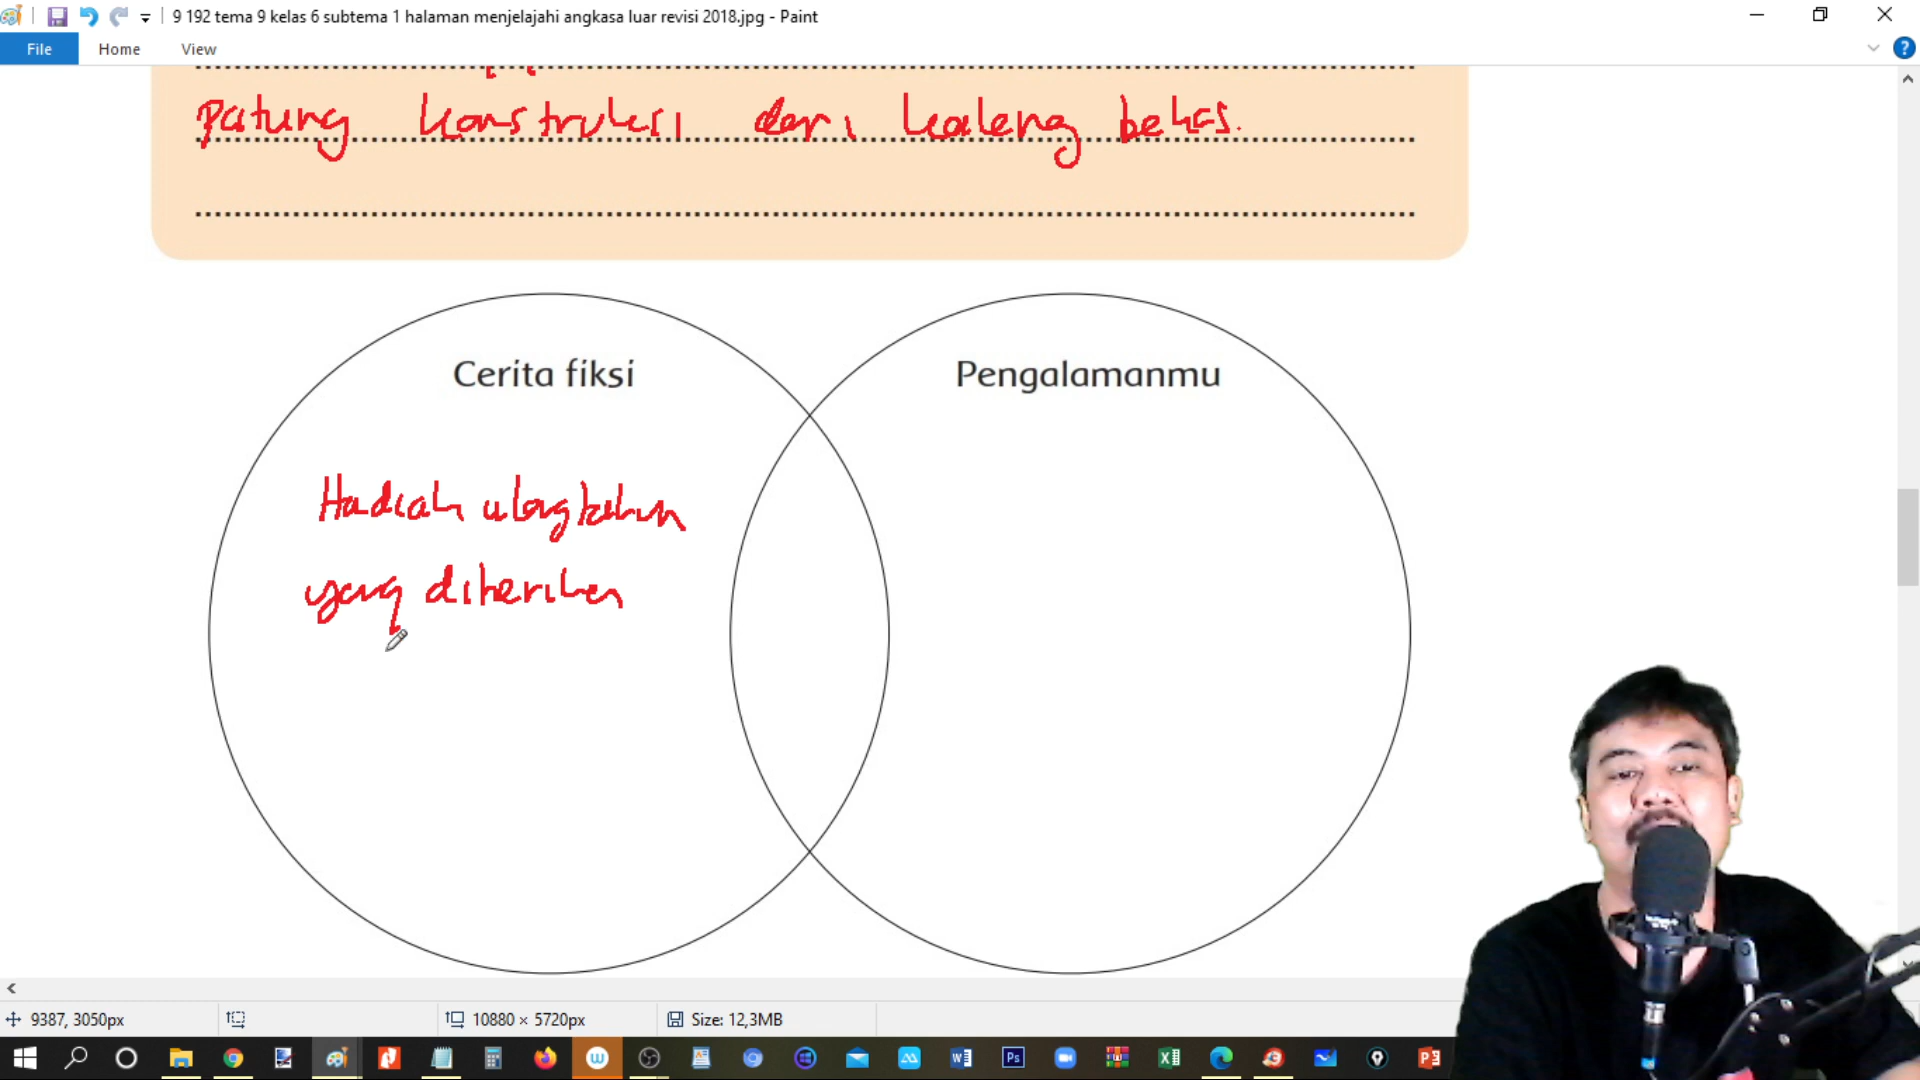 9 192 tema 9 kelas 6 subtema 1 halaman menjelajahi angkasa luar revisi 2018.jpg - Paint
File Home View
Patung konstruksi dari kaleng bekas.
Cerita fiksi
Pengalamanmu
Hadiah ulang tahun
yang diberikan
9387, 3050px
10880 × 5720px
Size: 12,3MB